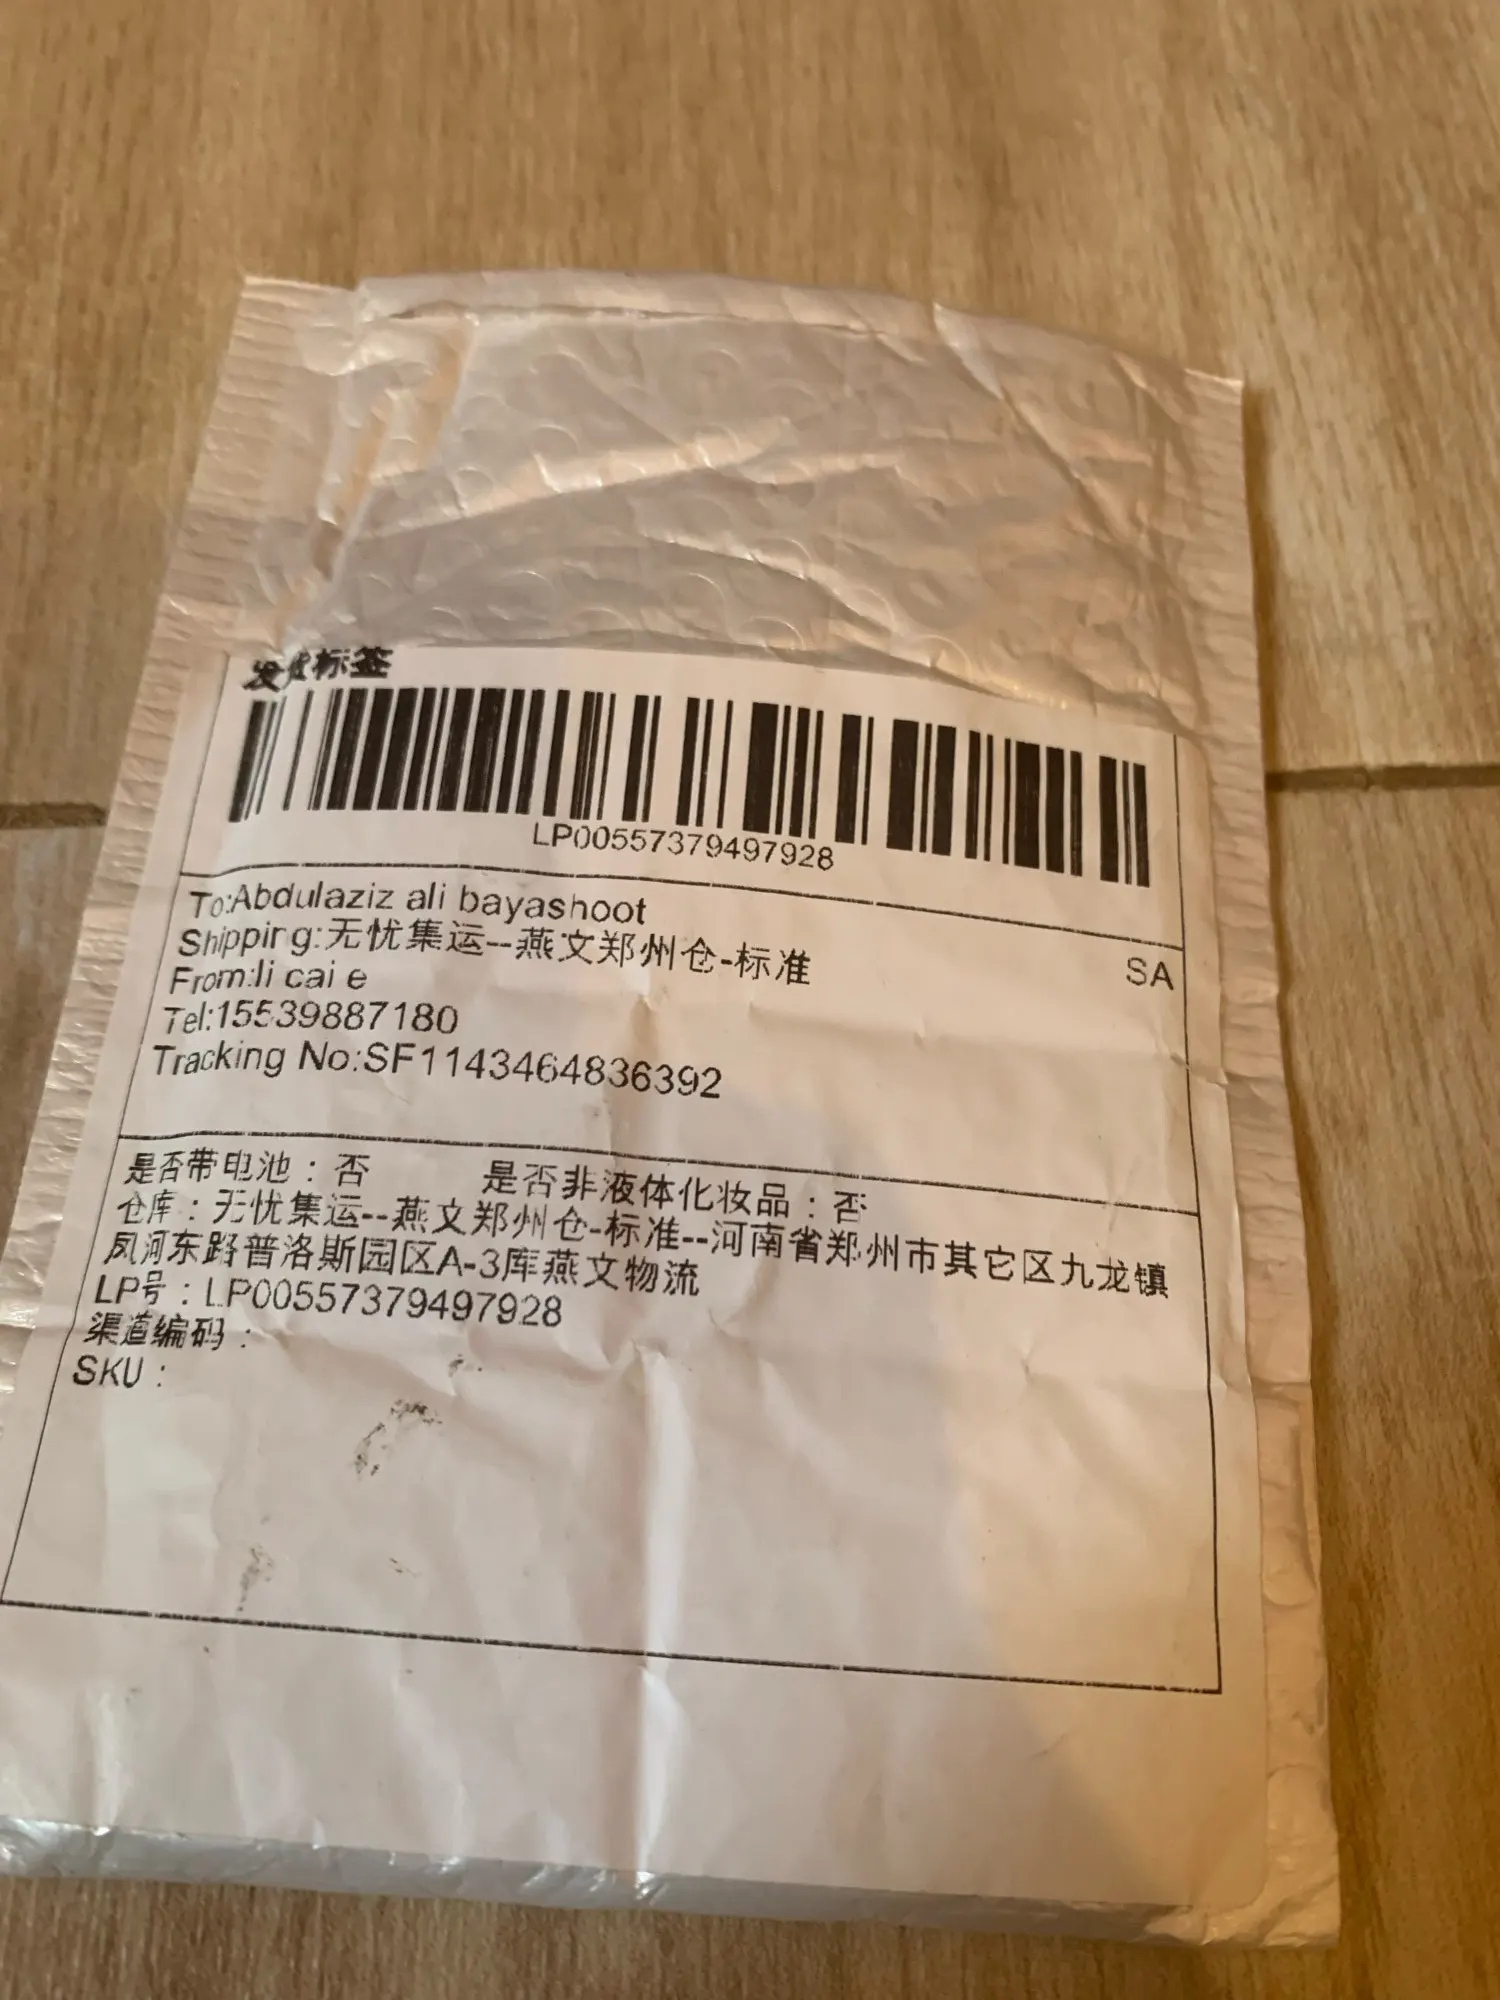 发货标签
LP00557379497928
To:Abdulaziz ali bayashoot
Shipping:无忧集运--燕文郑州仓-标准 SA
From:li cai e
Tel:15539887180
Tracking No:SF1143464836392
是否带电池：否 是否非液体化妆品：否
仓库：无忧集运--燕文郑州仓-标准--河南省郑州市其它区九龙镇
凤河东路普洛斯园区A-3库燕文物流
LP号：LP00557379497928
渠道编码：
SKU：